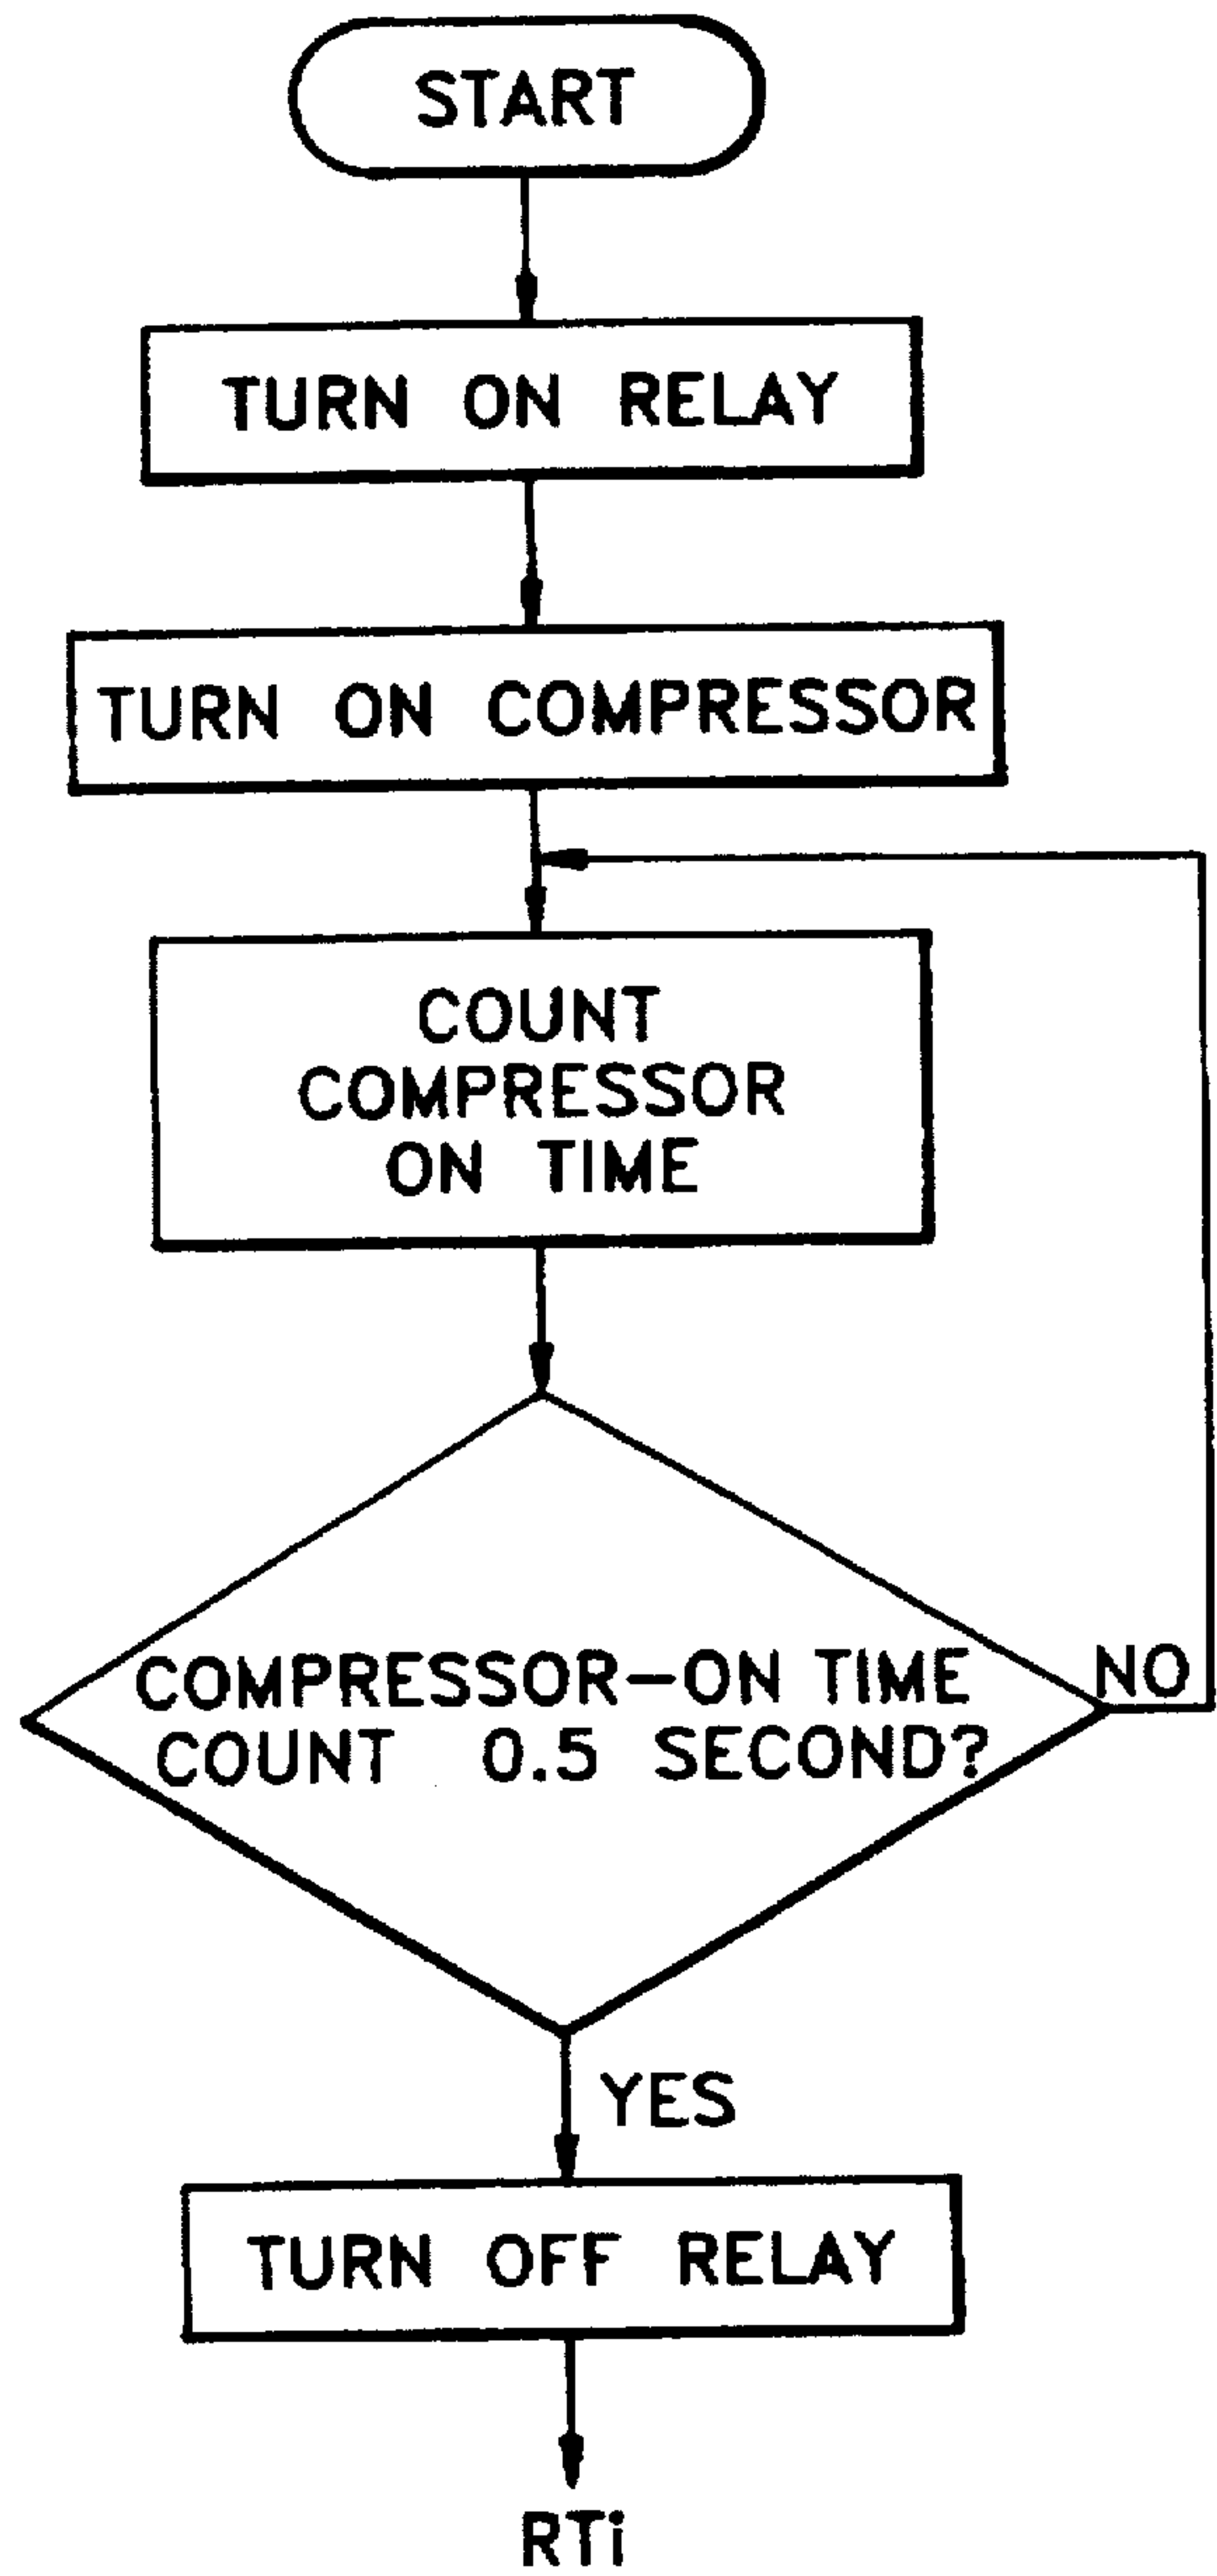 START
TURN ON RELAY
TURN ON COMPRESSOR
COUNT
COMPRESSOR
ON TIME
COMPRESSOR-ON TIME
COUNT 0.5 SECOND?
NO
YES
TURN OFF RELAY
RTi